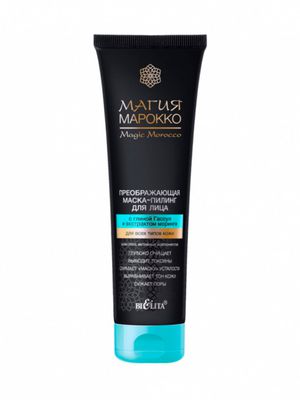 МАГИЯ
МАРОККО
Magic Morocco
ПРЕОБРАЖАЮЩАЯ
МАСКА-ПИЛИНГ
ДЛЯ ЛИЦА
с глиной Гассул
и экстрактом моринги
для всех типов кожи
ГЛУБОКО ОЧИЩАЕТ
ВЫВОДИТ ТОКСИНЫ
СНИМАЕТ «МАСКУ» УСТАЛОСТИ
ВЫРАВНИВАЕТ ТОН КОЖИ
СУЖАЕТ ПОРЫ
BIELITA